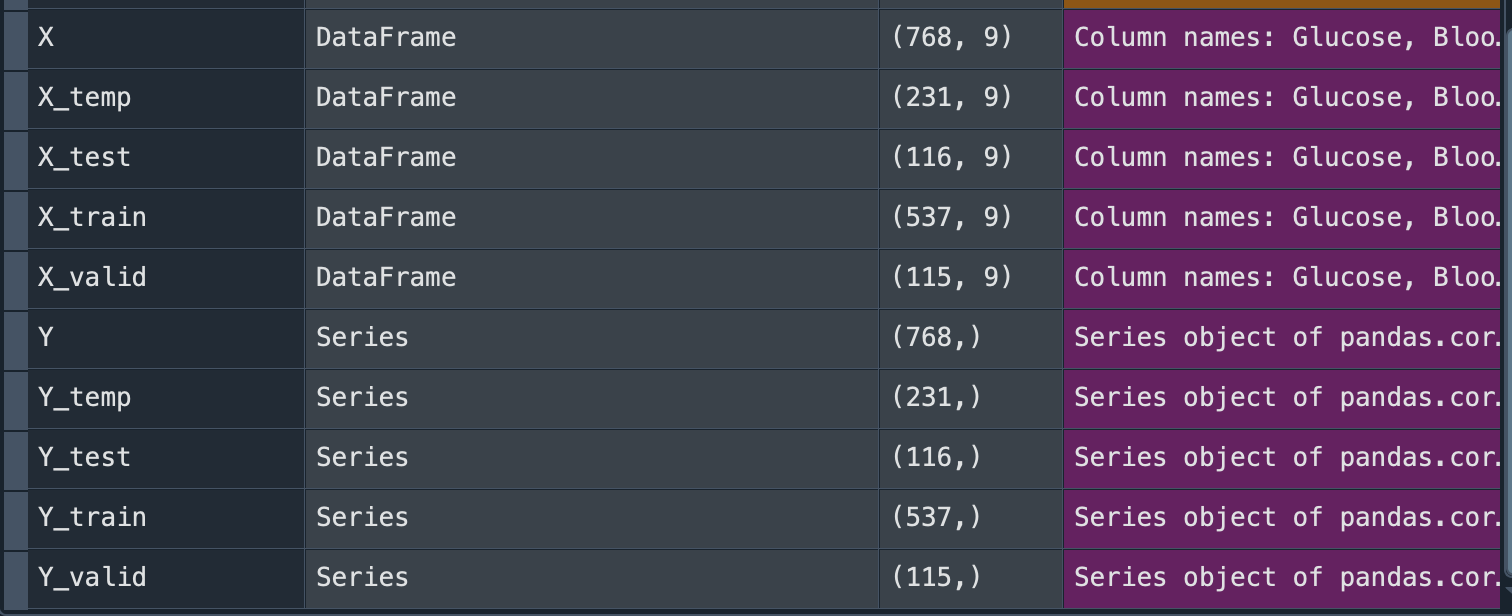 X DataFrame (768, 9) Column names: Glucose, Bloo.
X_temp DataFrame (231, 9) Column names: Glucose, Bloo.
X_test DataFrame (116, 9) Column names: Glucose, Bloo.
X_train DataFrame (537, 9) Column names: Glucose, Bloo.
X_valid DataFrame (115, 9) Column names: Glucose, Bloo.
Y Series (768,) Series object of pandas.cor.
Y_temp Series (231,) Series object of pandas.cor.
Y_test Series (116,) Series object of pandas.cor.
Y_train Series (537,) Series object of pandas.cor.
Y_valid Series (115,) Series object of pandas.cor.